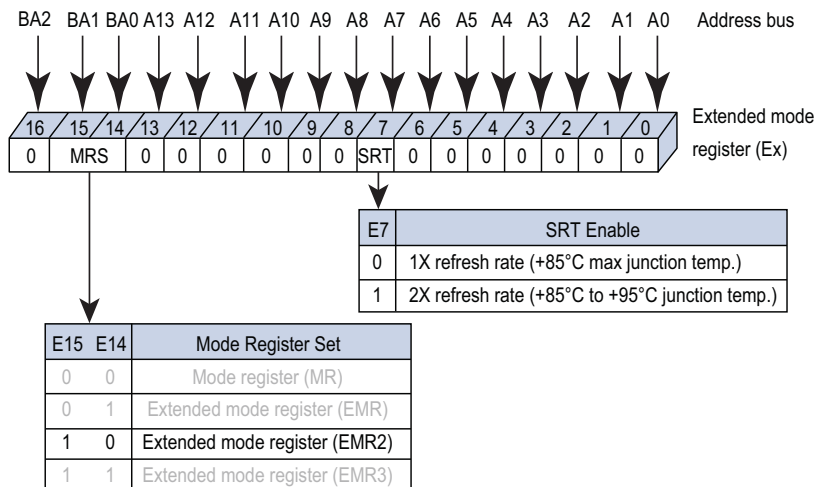 BA2 BA1 BA0 A13 A12 A11 A10 A9 A8 A7 A6 A5 A4 A3 A2 A1 A0 Address bus
16 15 14 13 12 11 10 9 8 7 6 5 4 3 2 1 0
Extended mode
register (Ex)
0 MRS 0 0 0 0 0 0 SRT 0 0 0 0 0 0 0
E7 SRT Enable
0 1X refresh rate (+85°C max junction temp.)
1 2X refresh rate (+85°C to +95°C junction temp.)
E15 E14 Mode Register Set
0 0 Mode register (MR)
0 1 Extended mode register (EMR)
1 0 Extended mode register (EMR2)
1 1 Extended mode register (EMR3)